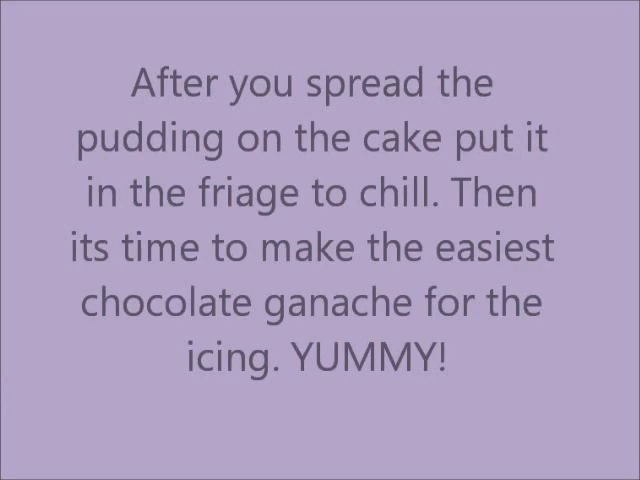 After you spread the
pudding on the cake put it
in the friage to chill. Then
its time to make the easiest
chocolate ganache for the
icing. YUMMY!